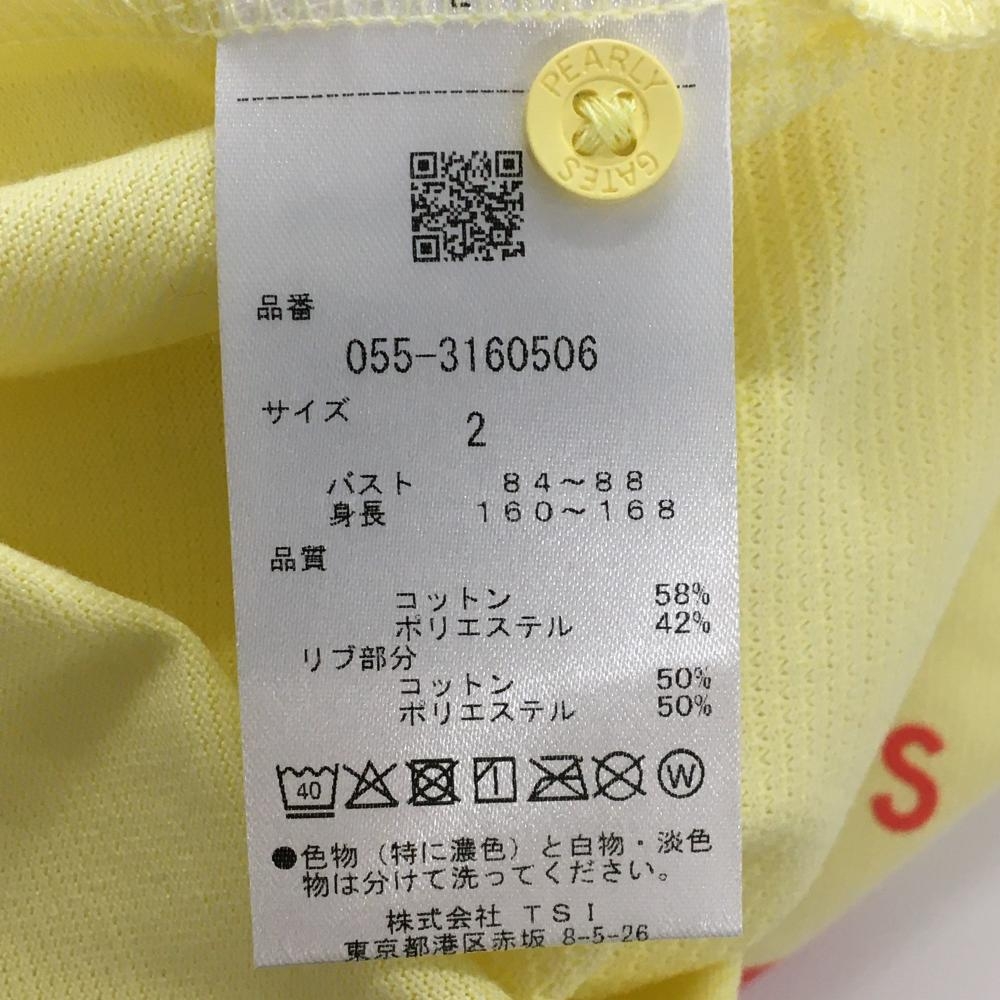 PEARLY
GATES
品番
055-3160506
サイズ
2
バスト 84～88
身長 160～168
品質
コットン 58%
ポリエステル 42%
リブ部分
コットン 50%
ポリエステル 50%
40
W
●色物（特に濃色）と白物・淡色
物は分けて洗ってください。
株式会社 TSI
東京都港区赤坂 8-5-26
S